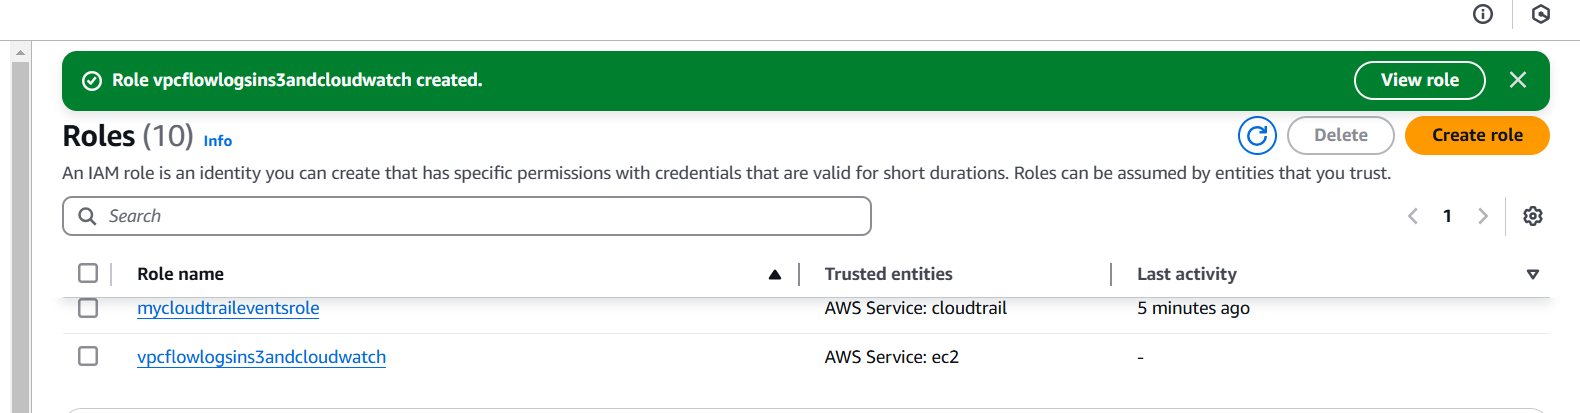 Role vpcflowlogsins3andcloudwatch created.
View role
Roles (10) Info
Delete
Create role
An IAM role is an identity you can create that has specific permissions with credentials that are valid for short durations. Roles can be assumed by entities that you trust.
Search
1
Role name
Trusted entities
Last activity
mycloudtraileventsrole
AWS Service: cloudtrail
5 minutes ago
vpcflowlogsins3andcloudwatch
AWS Service: ec2
-